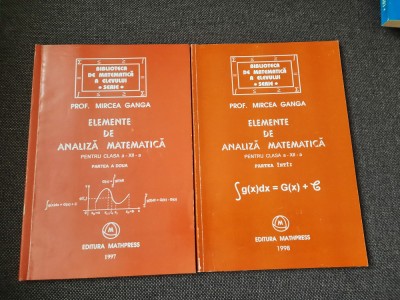 BIBLIOTECA
DE MATEMATICĂ
A ELEVULUI
* SERIE *
PROF. MIRCEA GANGA
ELEMENTE
DE
ANALIZĂ MATEMATICĂ
PENTRU CLASA a-XII-a
PARTEA A DOUA
M
EDITURA MATHPRESS
1997
BIBLIOTECA
DE MATEMATICĂ
A ELEVULUI
* SERIE *
PROF. MIRCEA GANGA
ELEMENTE
DE
ANALIZĂ MATEMATICĂ
PENTRU CLASA a-XII-a
PARTEA ÎNTÎI
∫g(x)dx = G(x) + C
M
EDITURA MATHPRESS
1998